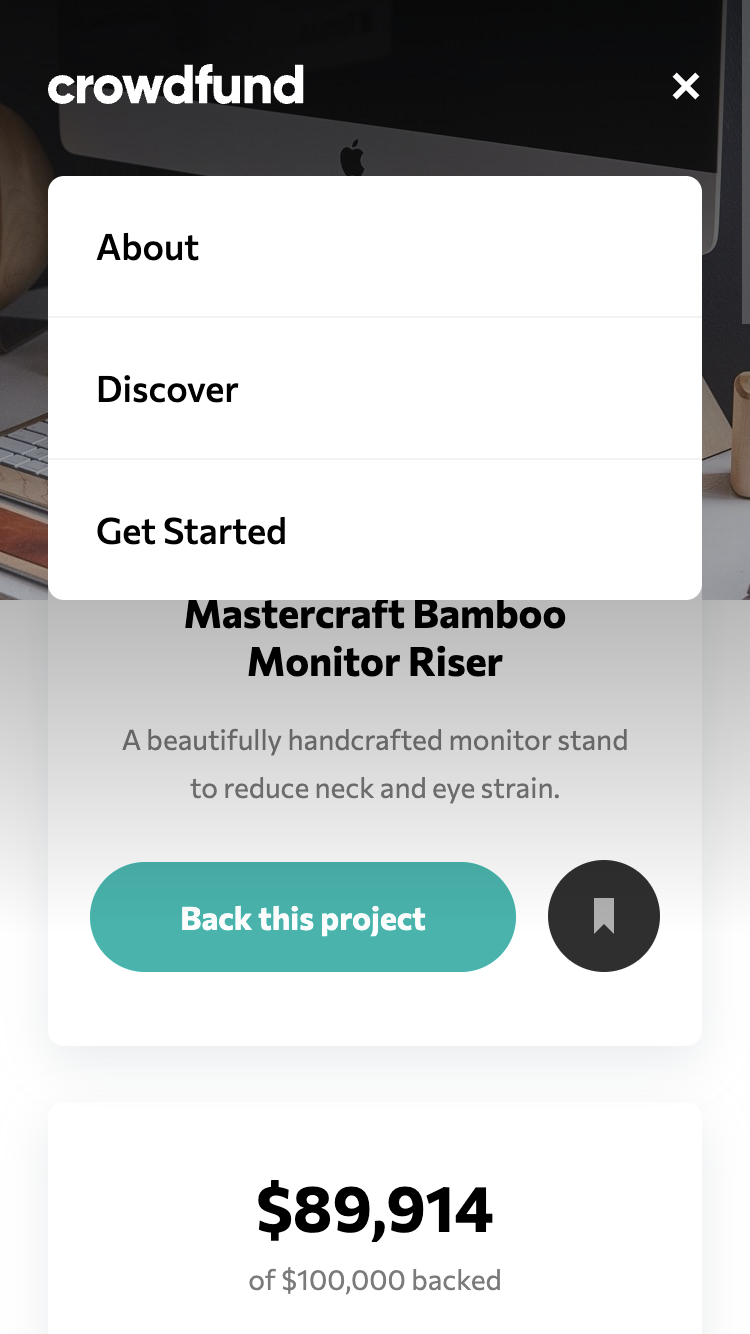 crowdfund
About
Discover
Get Started
Mastercraft Bamboo
Monitor Riser
A beautifully handcrafted monitor stand
to reduce neck and eye strain.
Back this project
$89,914
of $100,000 backed